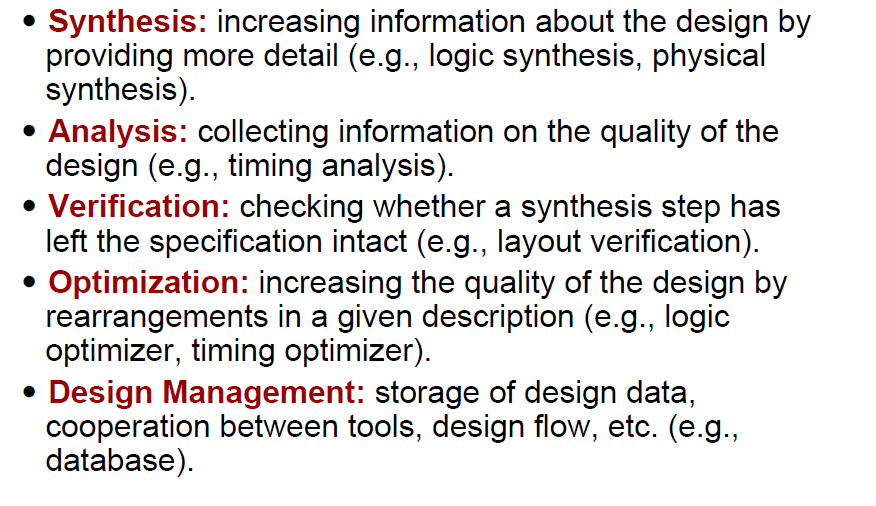 • Synthesis: increasing information about the design by
providing more detail (e.g., logic synthesis, physical
synthesis).
• Analysis: collecting information on the quality of the
design (e.g., timing analysis).
• Verification: checking whether a synthesis step has
left the specification intact (e.g., layout verification).
• Optimization: increasing the quality of the design by
rearrangements in a given description (e.g., logic
optimizer, timing optimizer).
• Design Management: storage of design data,
cooperation between tools, design flow, etc. (e.g.,
database).